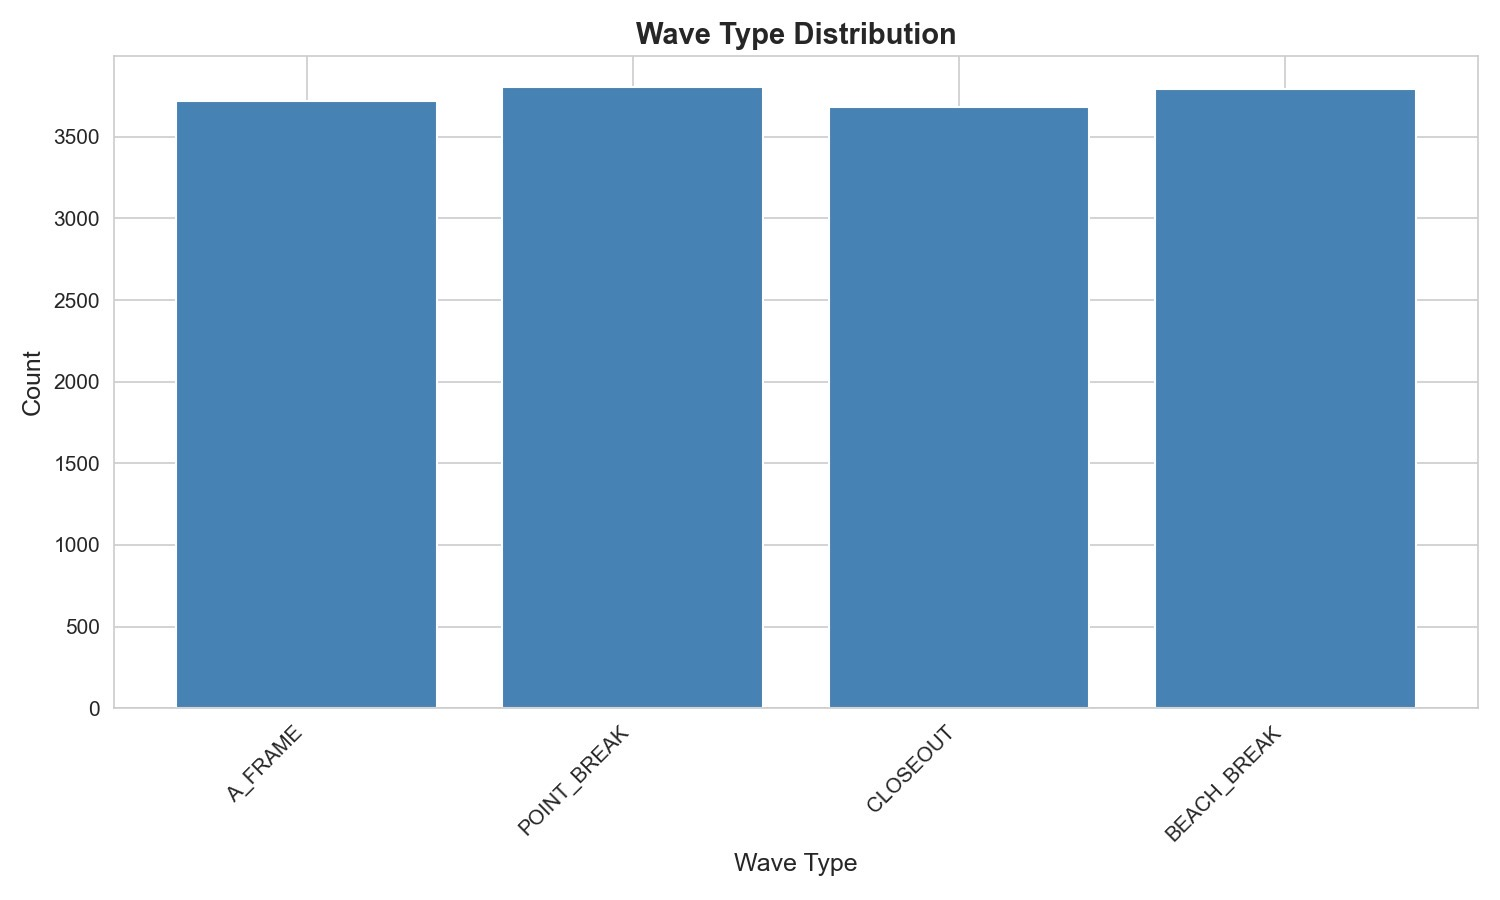 Wave Type Distribution
Count
3500
3000
2500
2000
1500
1000
500
0
A_FRAME
POINT_BREAK
CLOSEOUT
BEACH_BREAK
Wave Type